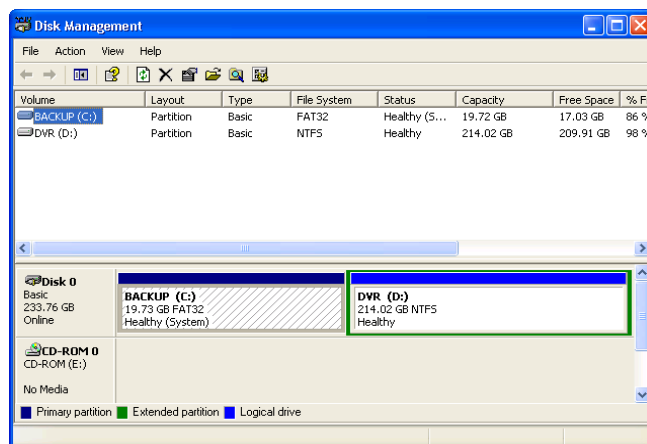 Disk Management
File Action View Help
Volume Layout Type File System Status Capacity Free Space % F
BACKUP (C:) Partition Basic FAT32 Healthy (S... 19.72 GB 17.03 GB 86 %
DVR (D:) Partition Basic NTFS Healthy 214.02 GB 209.91 GB 98 %
Disk 0
Basic
233.76 GB
Online
BACKUP (C:)
19.73 GB FAT32
Healthy (System)
DVR (D:)
214.02 GB NTFS
Healthy
CD-ROM 0
CD-ROM (E:)
No Media
Primary partition Extended partition Logical drive